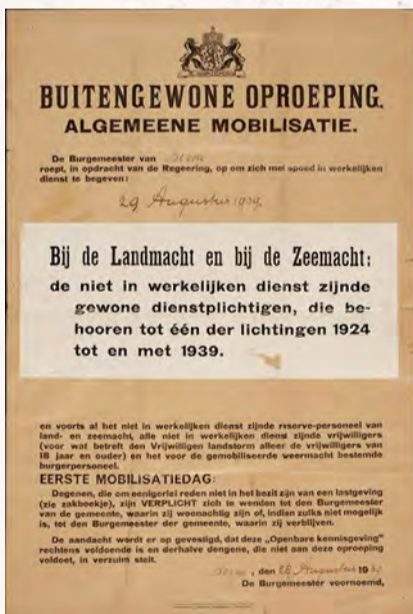 BUITENGEWONE OPROEPING.
ALGEMEENE MOBILISATIE.
De Burgemeester van
roept, in opdracht van de Regeering, op om zich met spoed in werkelijken
dienst te begeven:
29 Augustus 1939.
Bij de Landmacht en bij de Zeemacht:
de niet in werkelijken dienst zijnde
gewone dienstplichtigen, die be-
hooren tot één der lichtingen 1924
tot en met 1939.
en voorts al het niet in werkelijken dienst zijnde reserve-personeel van
land- en zeemacht, alle niet in werkelijken dienst zijnde vrijwilligers
(voor wat betreft den Vrijwilligen landstorm alleen de vrijwilligers van
18 jaar en ouder) en het voor de gemobiliseerde weermacht bestemde
burgerpersoneel.
EERSTE MOBILISATIEDAG:
Degenen, die om eenigerlei reden niet in het bezit zijn van een lastgeving
(zie zakboekje), zijn VERPLICHT zich te wenden tot den Burgemeester
van de gemeente, waarin zij woonachtig zijn of, indien zulks niet mogelijk
is, tot den Burgemeester der gemeente, waarin zij verblijven.
De aandacht wordt er op gevestigd, dat deze „Openbare kennisgeving"
rechtens voldoende is en derhalve dengene, die niet aan deze oproeping
voldoet, in verzuim stelt.
, den 28 Augustus 19
De Burgemeester voornoemd,